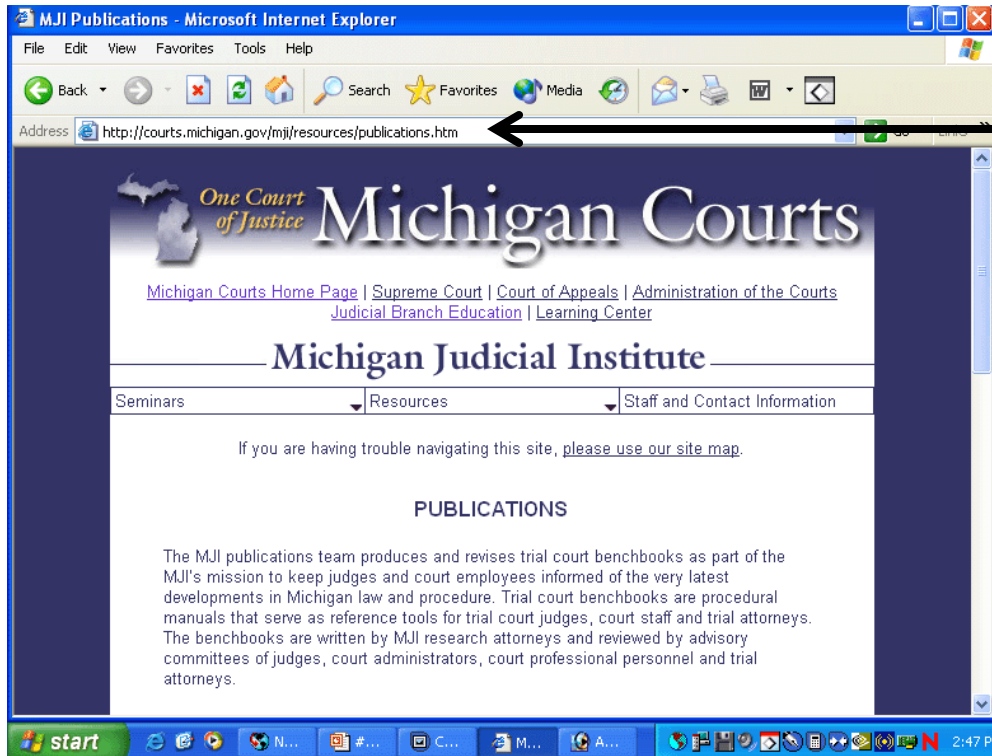 MJI Publications - Microsoft Internet Explorer
File Edit View Favorites Tools Help
Back Search Favorites Media
Address http://courts.michigan.gov/mji/resources/publications.htm
One Court of Justice
Michigan Courts
Michigan Courts Home Page | Supreme Court | Court of Appeals | Administration of the Courts
Judicial Branch Education | Learning Center
Michigan Judicial Institute
Seminars Resources Staff and Contact Information
If you are having trouble navigating this site, please use our site map.
PUBLICATIONS
The MJI publications team produces and revises trial court benchbooks as part of the
MJI's mission to keep judges and court employees informed of the very latest
developments in Michigan law and procedure. Trial court benchbooks are procedural
manuals that serve as reference tools for trial court judges, court staff and trial attorneys.
The benchbooks are written by MJI research attorneys and reviewed by advisory
committees of judges, court administrators, court professional personnel and trial
attorneys.
start N... #... C... M... A... 2:47 P